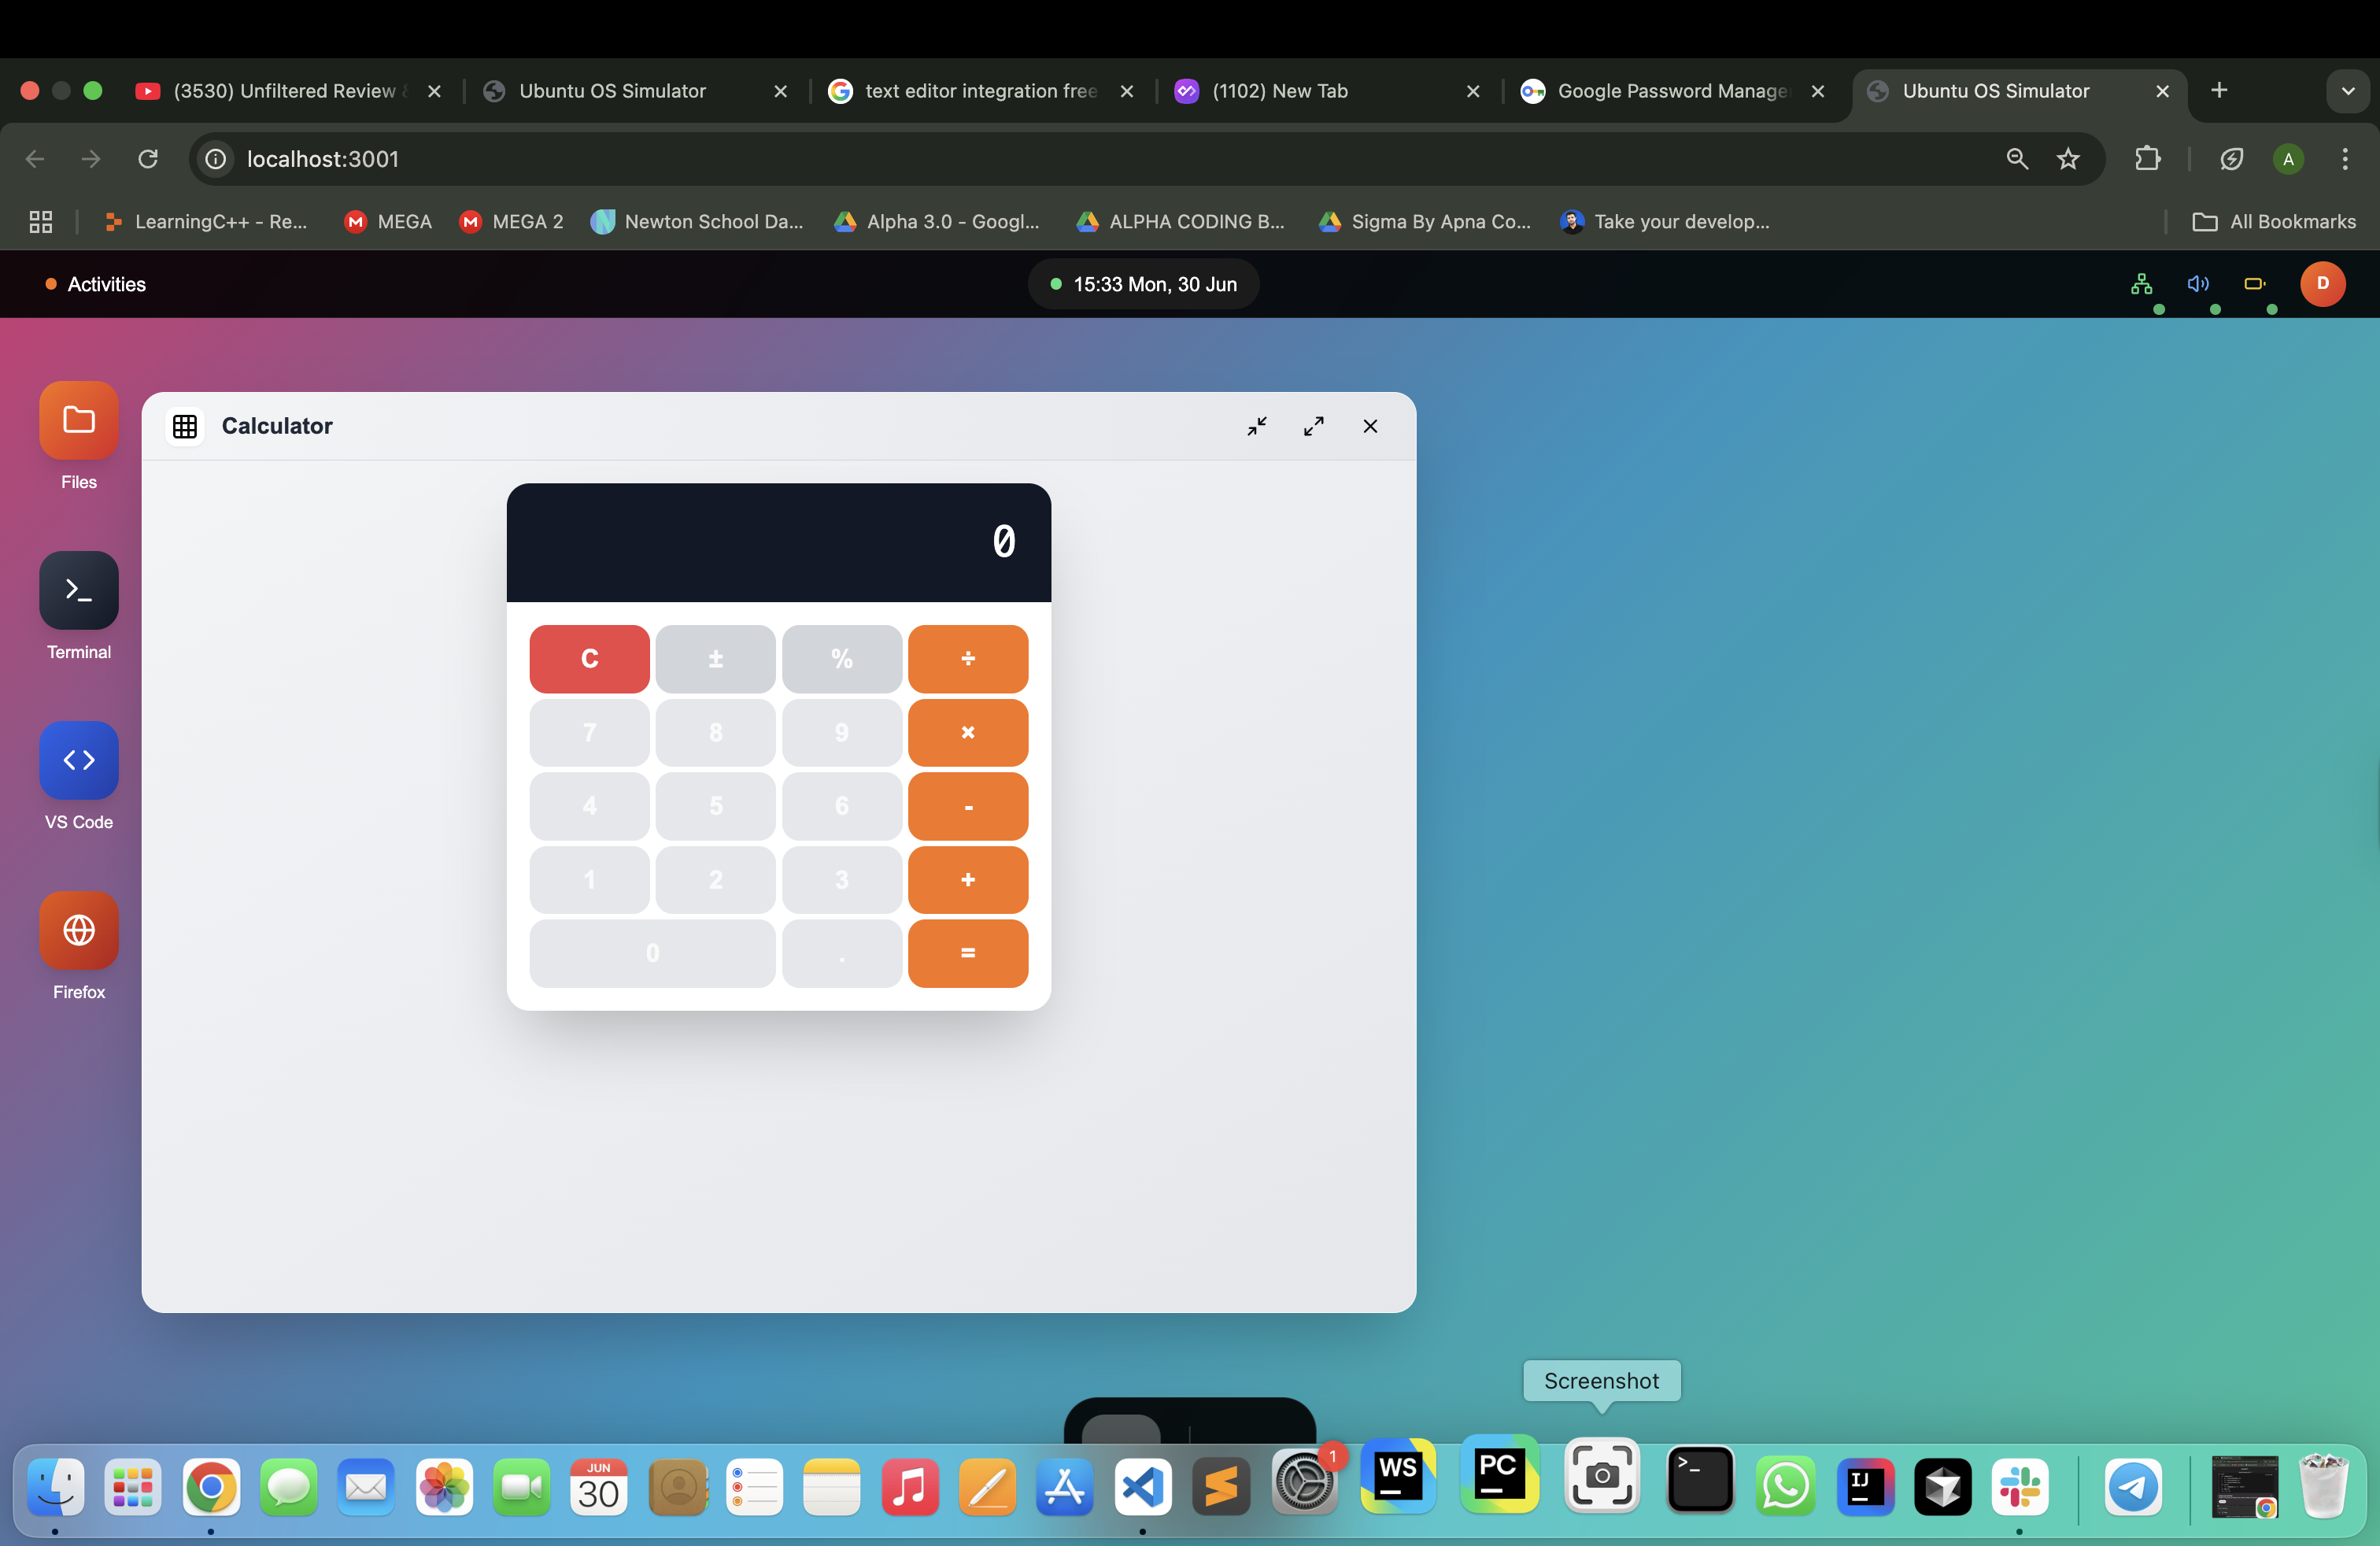 (3530) Unfiltered Review &
Ubuntu OS Simulator
text editor integration free
(1102) New Tab
Google Password Manager
Ubuntu OS Simulator
localhost:3001
A
LearningC++ - Re...
MEGA
MEGA 2
Newton School Da...
Alpha 3.0 - Googl...
ALPHA CODING B...
Sigma By Apna Co...
Take your develop...
All Bookmarks
Activities
15:33 Mon, 30 Jun
D
Files
Terminal
VS Code
Firefox
Calculator
0
C ± % ÷
7 8 9 ×
4 5 6 -
1 2 3 +
0 . =
Screenshot
JUN
30
1
WS
PC
>_
IJ